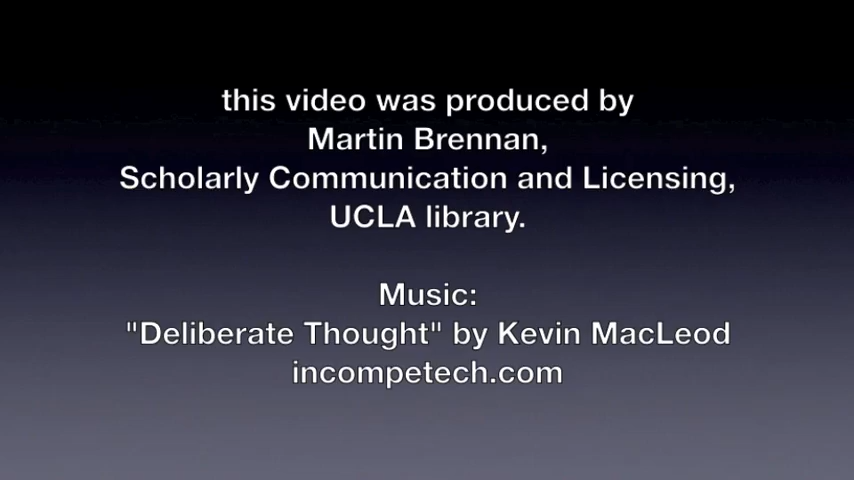 this video was produced by
Martin Brennan,
Scholarly Communication and Licensing,
UCLA library.
Music:
"Deliberate Thought" by Kevin MacLeod
incompetech.com